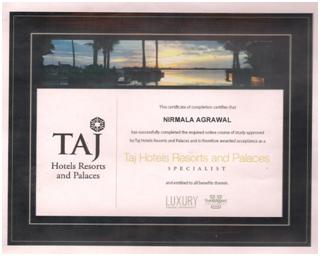 This certificate of completion certifies that
NIRMALA AGRAWAL
has successfully completed the required online course of study approved
by Taj Hotels Resorts and Palaces and is therefore awarded acceptance as a
Taj Hotels Resorts and Palaces
SPECIALIST
and entitled to all benefits therein.
TAJ
Hotels Resorts
and Palaces
LUXURY